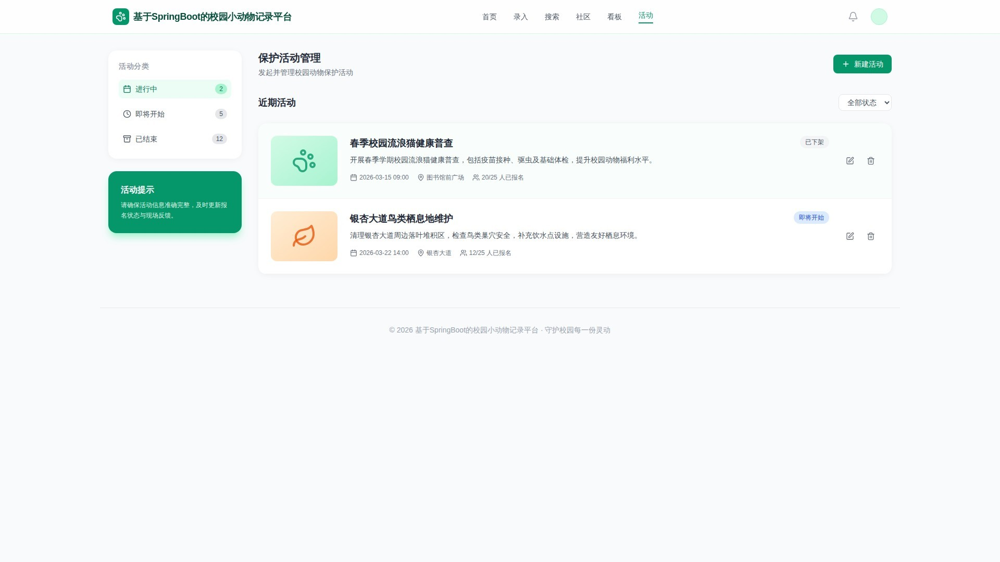 基于SpringBoot的校园小动物记录平台
首页 录入 搜索 社区 看板 活动
活动分类
进行中 2
即将开始 5
已结束 12
活动提示
请确保活动信息准确完整，及时更新报
名状态与现场反馈。
保护活动管理
发起并管理校园动物保护活动
新建活动
近期活动
全部状态
春季校园流浪猫健康普查
已下架
开展春季学期校园流浪猫健康普查，包括疫苗接种、驱虫及基础体检，提升校园动物福利水平。
2026-03-15 09:00 图书馆前广场 20/25 人已报名
银杏大道鸟类栖息地维护
即将开始
清理银杏大道周边落叶堆积区，检查鸟类巢穴安全，补充饮水点设施，营造友好栖息环境。
2026-03-22 14:00 银杏大道 12/25 人已报名
© 2026 基于SpringBoot的校园小动物记录平台 · 守护校园每一份灵动